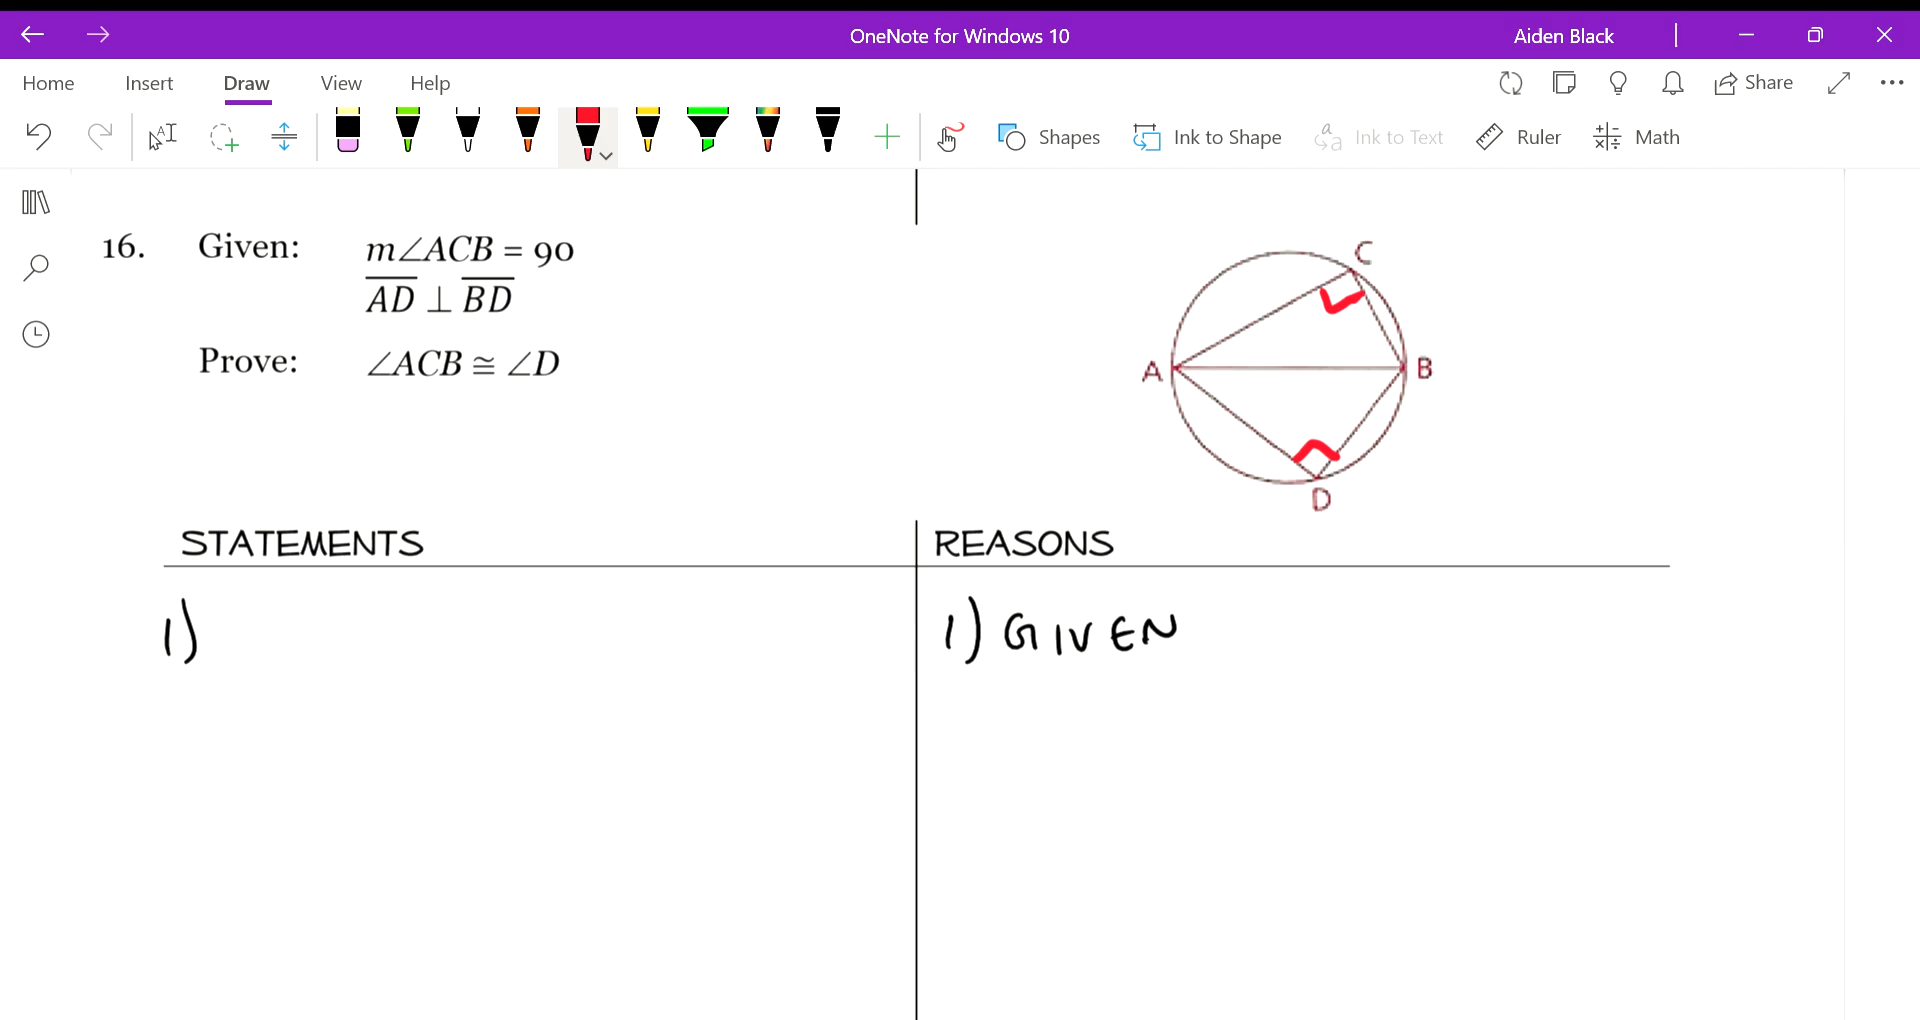 OneNote for Windows 10
Aiden Black
Home Insert Draw View Help Share
Shapes Ink to Shape Ink to Text Ruler Math
16. Given: m∠ACB = 90
AD ⊥ BD
Prove: ∠ACB ≅ ∠D
C
A
B
D
STATEMENTS REASONS
1) 1) GIVEN